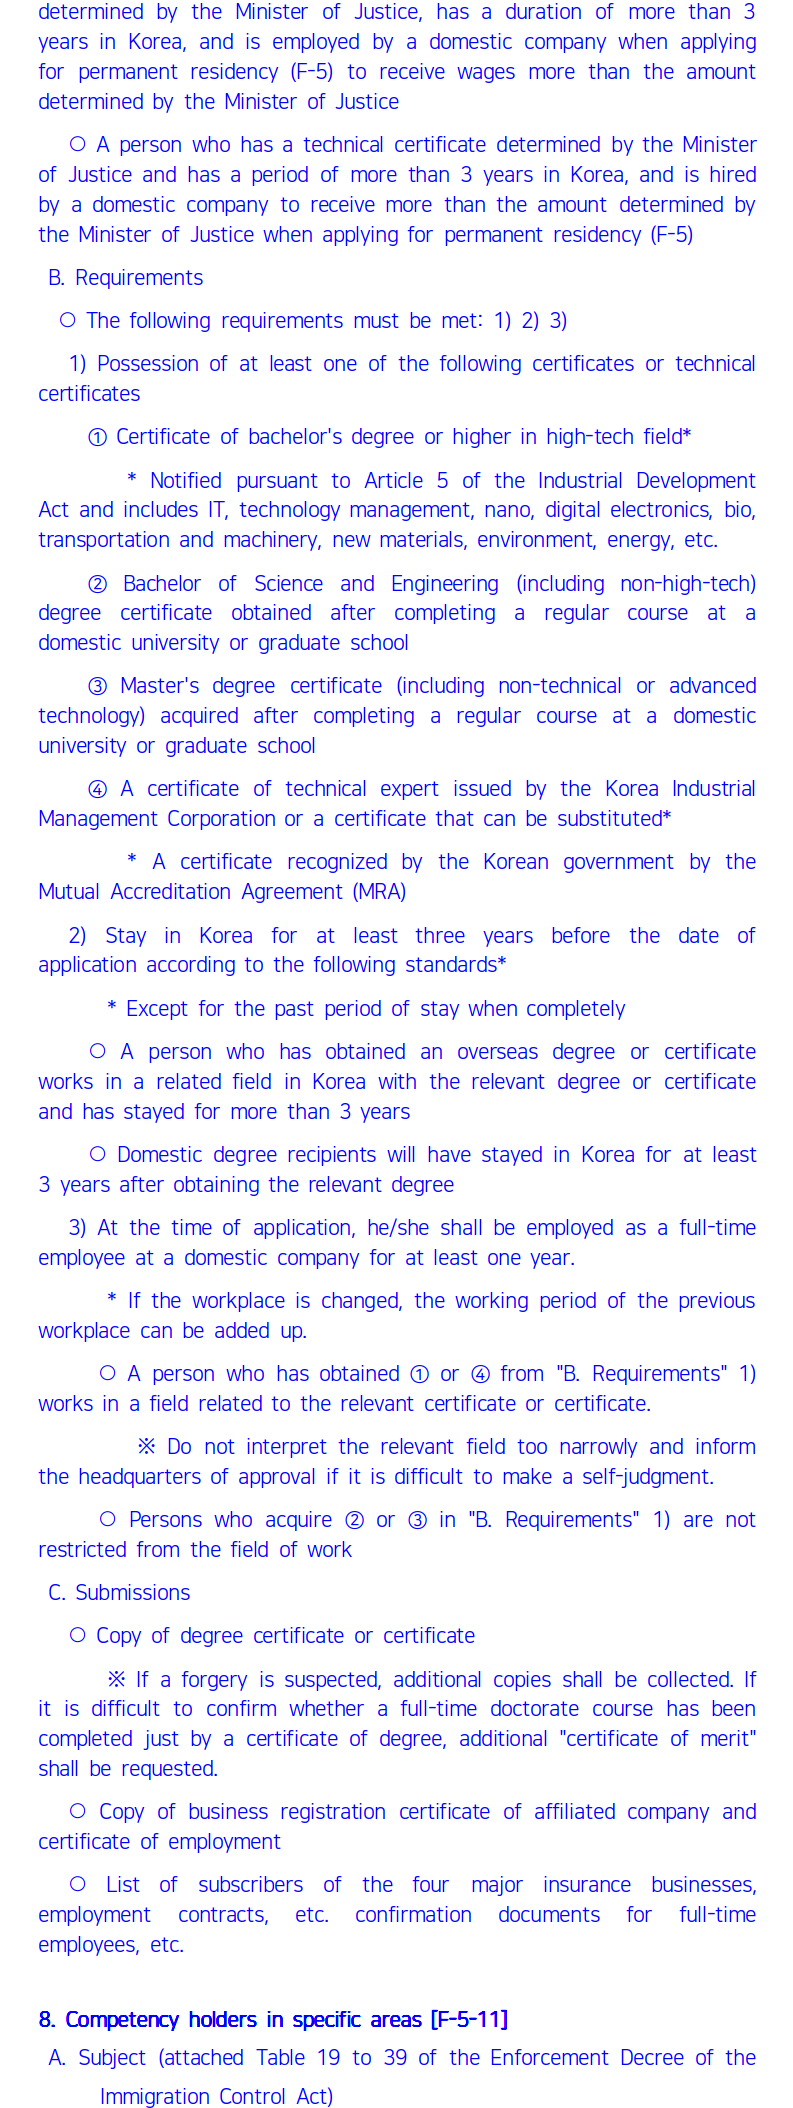 determined by the Minister of Justice, has a duration of more than 3
years in Korea, and is employed by a domestic company when applying
for permanent residency (F-5) to receive wages more than the amount
determined by the Minister of Justice
○ A person who has a technical certificate determined by the Minister
of Justice and has a period of more than 3 years in Korea, and is hired
by a domestic company to receive more than the amount determined by
the Minister of Justice when applying for permanent residency (F-5)
B. Requirements
○ The following requirements must be met: 1) 2) 3)
1) Possession of at least one of the following certificates or technical
certificates
① Certificate of bachelor's degree or higher in high-tech field*
* Notified pursuant to Article 5 of the Industrial Development
Act and includes IT, technology management, nano, digital electronics, bio,
transportation and machinery, new materials, environment, energy, etc.
② Bachelor of Science and Engineering (including non-high-tech)
degree certificate obtained after completing a regular course at a
domestic university or graduate school
③ Master's degree certificate (including non-technical or advanced
technology) acquired after completing a regular course at a domestic
university or graduate school
④ A certificate of technical expert issued by the Korea Industrial
Management Corporation or a certificate that can be substituted*
* A certificate recognized by the Korean government by the
Mutual Accreditation Agreement (MRA)
2) Stay in Korea for at least three years before the date of
application according to the following standards*
* Except for the past period of stay when completely
○ A person who has obtained an overseas degree or certificate
works in a related field in Korea with the relevant degree or certificate
and has stayed for more than 3 years
○ Domestic degree recipients will have stayed in Korea for at least
3 years after obtaining the relevant degree
3) At the time of application, he/she shall be employed as a full-time
employee at a domestic company for at least one year.
* If the workplace is changed, the working period of the previous
workplace can be added up.
○ A person who has obtained ① or ④ from "B. Requirements" 1)
works in a field related to the relevant certificate or certificate.
※ Do not interpret the relevant field too narrowly and inform
the headquarters of approval if it is difficult to make a self-judgment.
○ Persons who acquire ② or ③ in "B. Requirements" 1) are not
restricted from the field of work
C. Submissions
○ Copy of degree certificate or certificate
※ If a forgery is suspected, additional copies shall be collected. If
it is difficult to confirm whether a full-time doctorate course has been
completed just by a certificate of degree, additional "certificate of merit"
shall be requested.
○ Copy of business registration certificate of affiliated company and
certificate of employment
○ List of subscribers of the four major insurance businesses,
employment contracts, etc. confirmation documents for full-time
employees, etc.
8. Competency holders in specific areas [F-5-11]
A. Subject (attached Table 19 to 39 of the Enforcement Decree of the
Immigration Control Act)